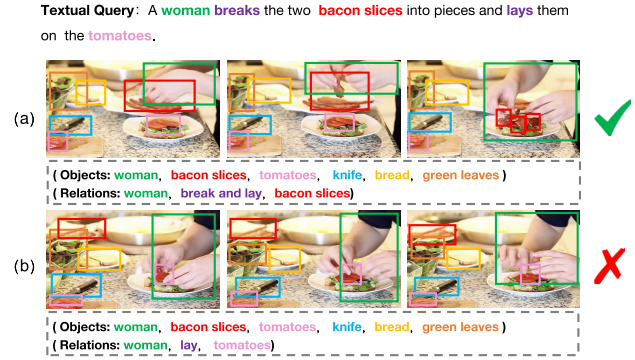 Textual Query: A woman breaks the two bacon slices into pieces and lays them
on the tomatoes.
(a)
( Objects: woman, bacon slices, tomatoes, knife, bread, green leaves )
( Relations: woman, break and lay, bacon slices)
(b)
( Objects: woman, bacon slices, tomatoes, knife, bread, green leaves )
( Relations: woman, lay, tomatoes)